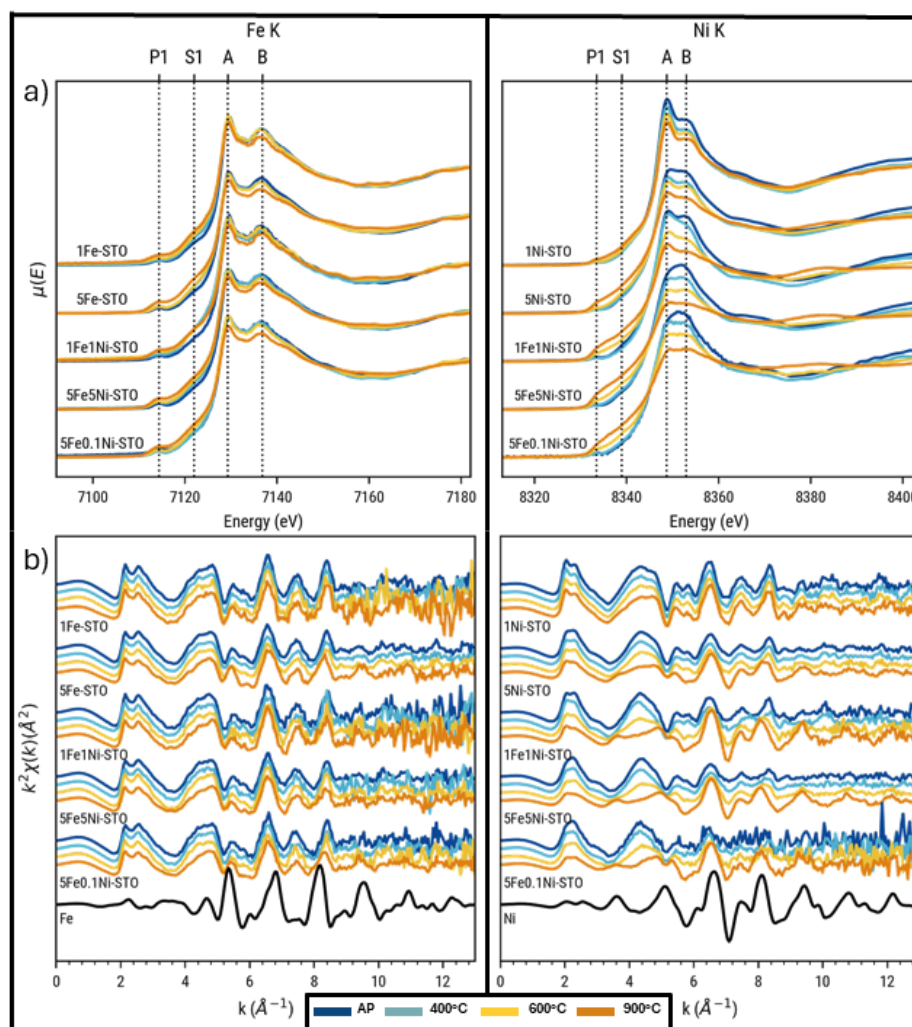 Fe K
Ni K
P1 S1 A B
P1 S1 A B
a)
μ(E)
1Fe-STO
5Fe-STO
1Fe1Ni-STO
5Fe5Ni-STO
5Fe0.1Ni-STO
1Ni-STO
5Ni-STO
1Fe1Ni-STO
5Fe5Ni-STO
5Fe0.1Ni-STO
7100 7120 7140 7160 7180
8320 8340 8360 8380 8400
Energy (eV)
Energy (eV)
b)
k²χ(k)(Å²)
1Fe-STO
5Fe-STO
1Fe1Ni-STO
5Fe5Ni-STO
5Fe0.1Ni-STO
Fe
1Ni-STO
5Ni-STO
1Fe1Ni-STO
5Fe5Ni-STO
5Fe0.1Ni-STO
Ni
0 2 4 6 8 10 12
0 2 4 6 8 10 12
k (Å⁻¹)
k (Å⁻¹)
AP 400°C 600°C 900°C